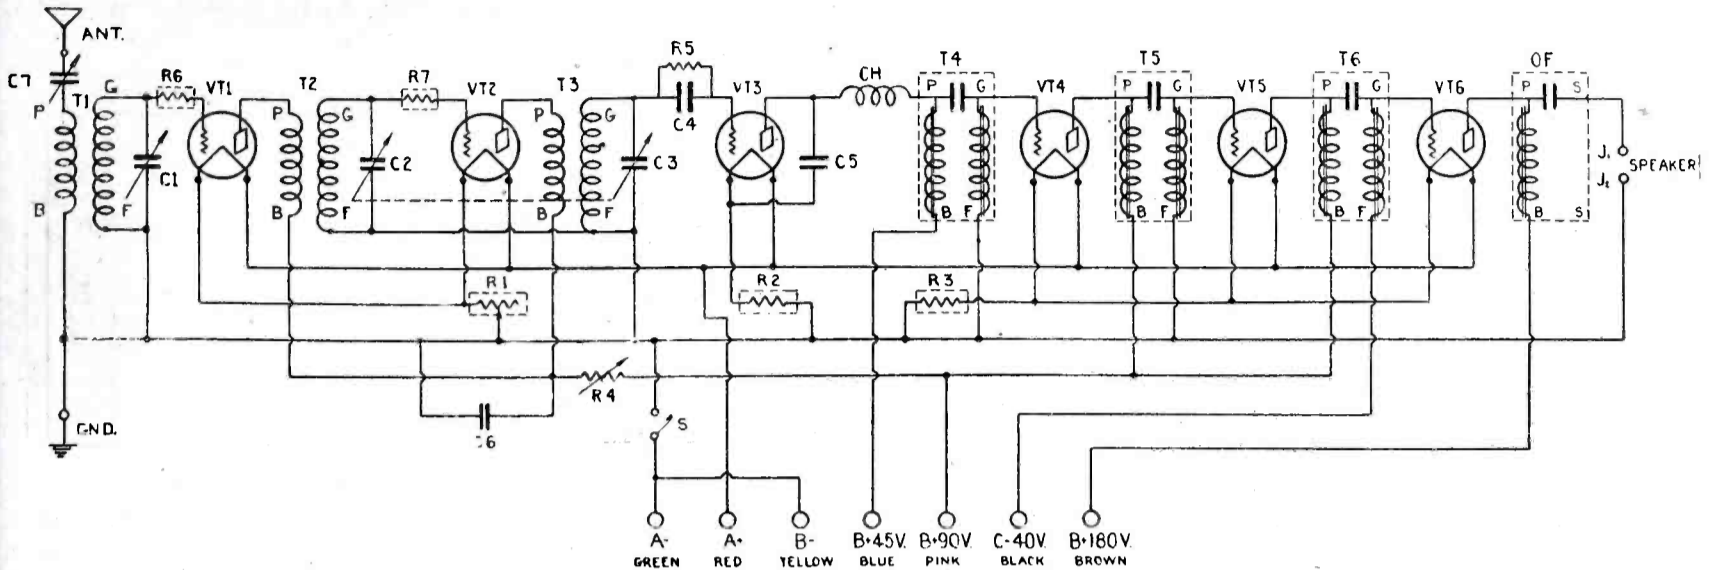 ANT.
C7
P
B
T1
G
F
R6
C1
VT1
T2
P
B
G
F
R7
C2
VT2
T3
P
B
G
C3
R5
C4
VT3
C5
CH
T4
P G
B F
VT4
T5
P G
B F
VT5
T6
P G
B F
VT6
OF
P S
B S
J₁
J₂
SPEAKER
R1
R2
R3
R4
S
GND.
A-
GREEN
A+
RED
B-
YELLOW
B+45V.
BLUE
B+90V.
PINK
C-40V.
BLACK
B+180V.
BROWN